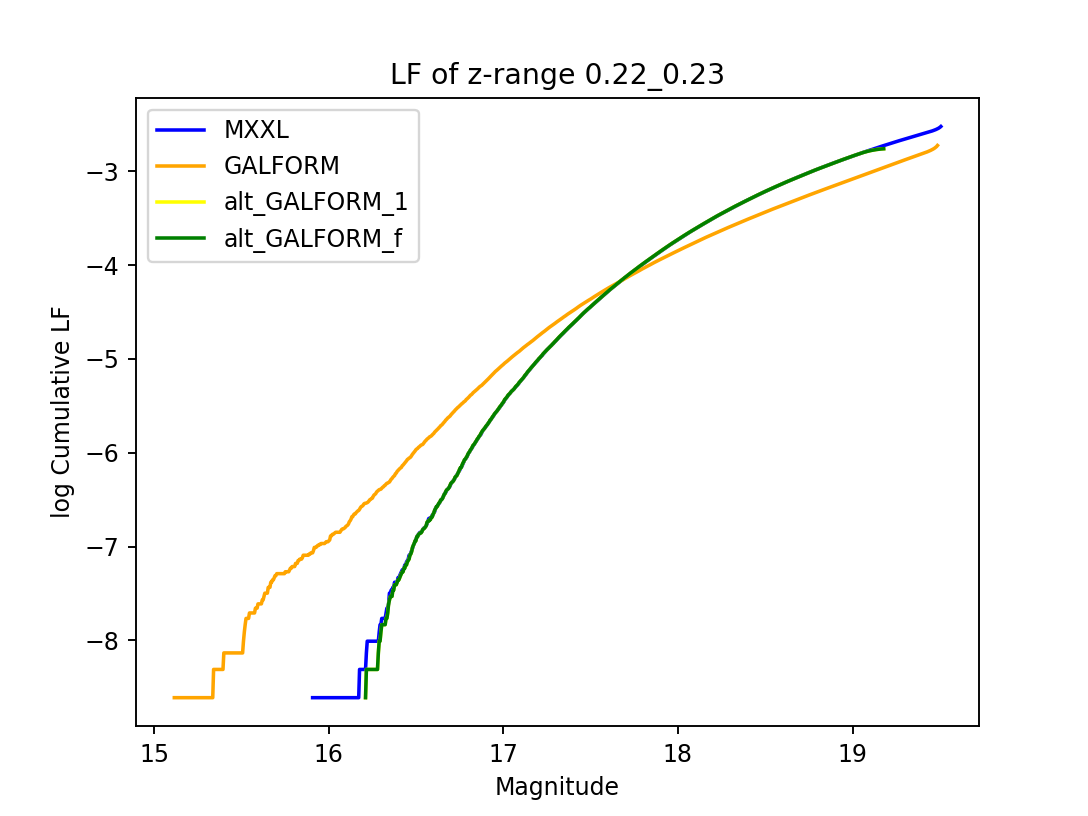 LF of z-range 0.22_0.23
MXXL
GALFORM
alt_GALFORM_1
alt_GALFORM_f
log Cumulative LF
−3
−4
−5
−6
−7
−8
15 16 17 18 19
Magnitude